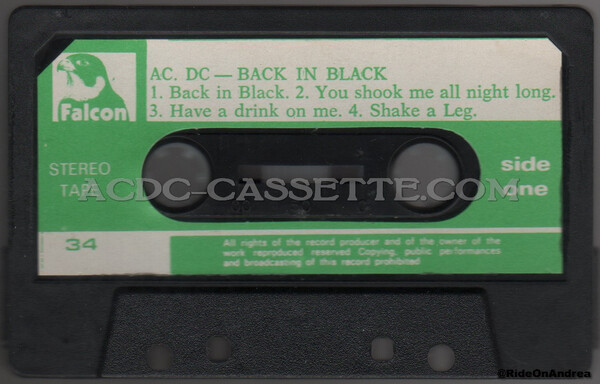 AC. DC — BACK IN BLACK
1. Back in Black. 2. You shook me all night long.
3. Have a drink on me. 4. Shake a Leg.
Falcon
STEREO
TAPE
side
one
ACDC-CASSETTE.COM
34
All rights of the record producer and of the owner of the
work reproduced reserved Copying, public performances
and broadcasting of this record prohibited
@RideOnAndrea